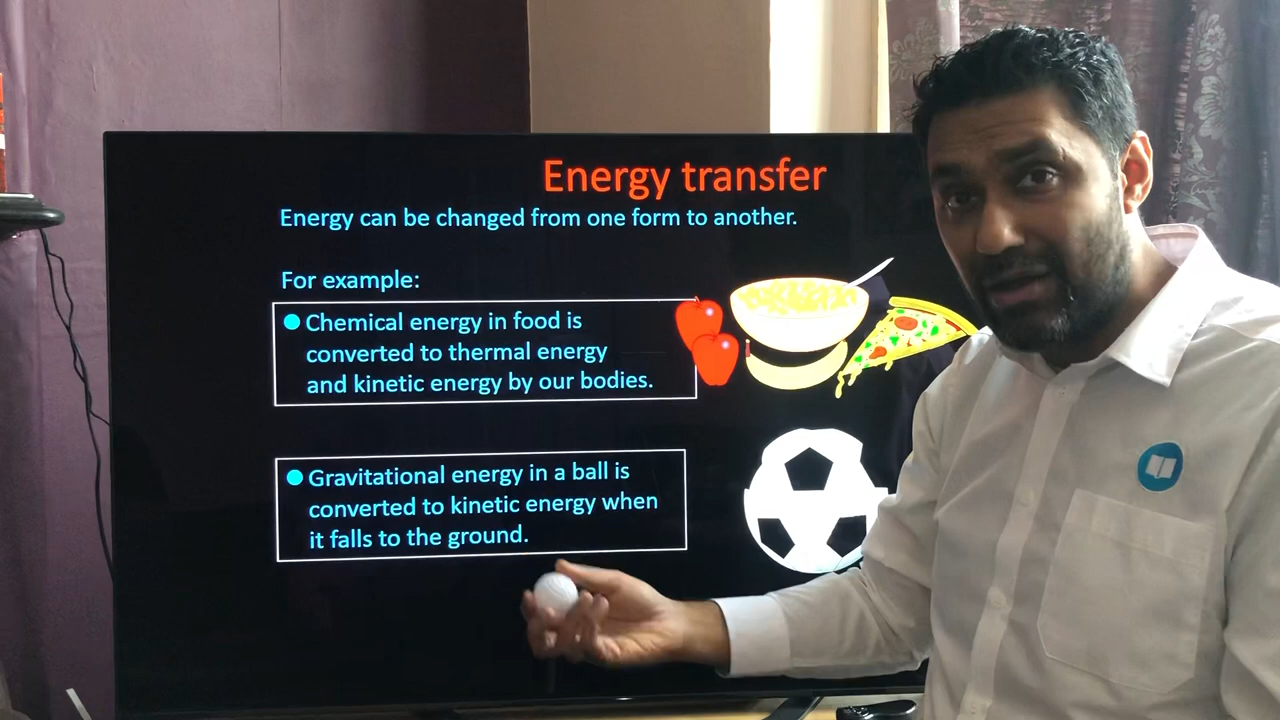 Energy transfer
Energy can be changed from one form to another.
For example:
Chemical energy in food is
converted to thermal energy
and kinetic energy by our bodies.
Gravitational energy in a ball is
converted to kinetic energy when
it falls to the ground.